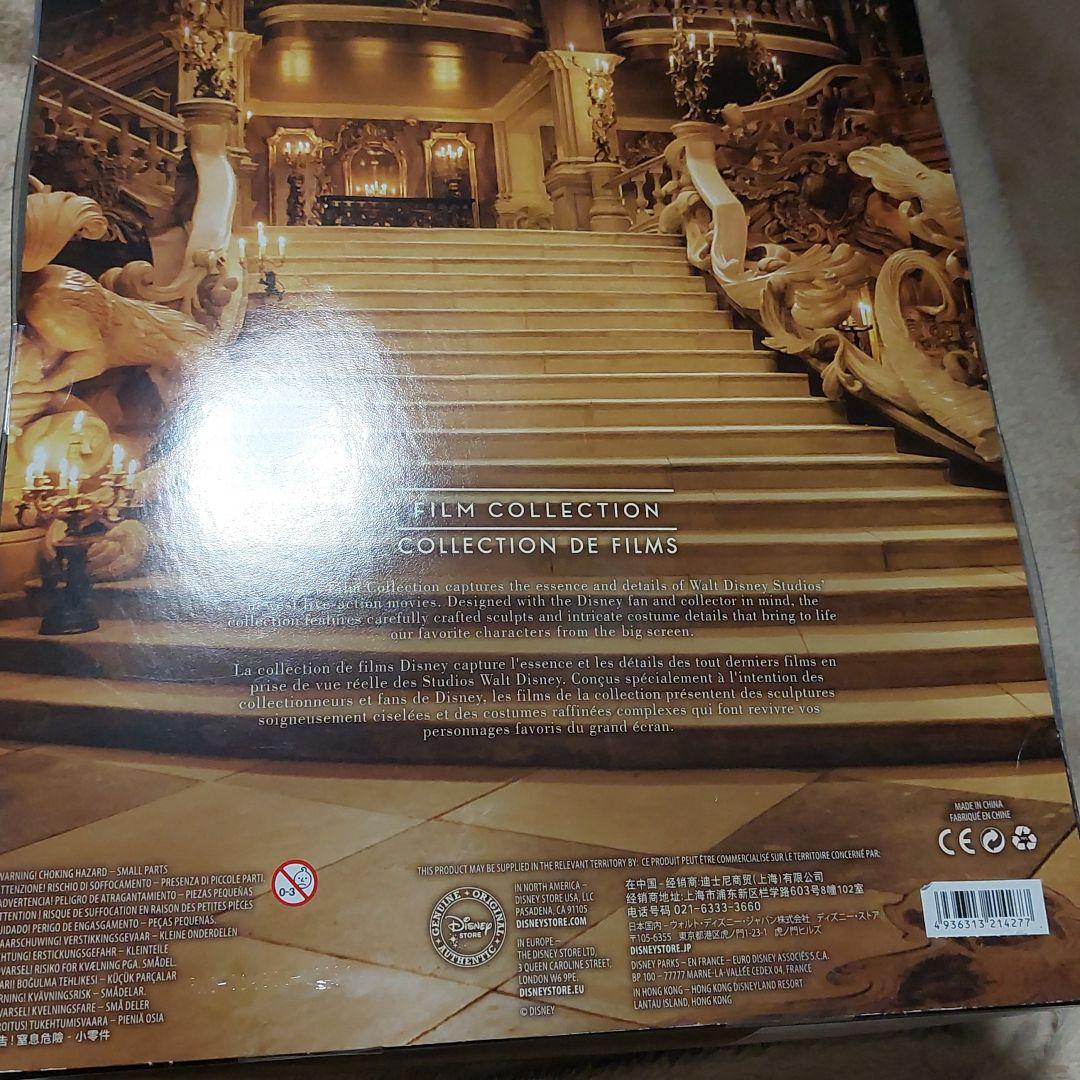 FILM COLLECTION
COLLECTION DE FILMS
Film Collection captures the essence and details of Walt Disney Studios'
live-action movies. Designed with the Disney fan and collector in mind, the
collection features carefully crafted sculpts and intricate costume details that bring to life
our favorite characters from the big screen.
La collection de films Disney capture l'essence et les détails des tout derniers films en
prise de vue réelle des Studios Walt Disney. Conçus spécialement à l'intention des
collectionneurs et fans de Disney, les films de la collection présentent des sculptures
soigneusement ciselées et des costumes raffinées complexes qui font revivre vos
personnages favoris du grand écran.
MADE IN CHINA
FABRIQUÉ EN CHINE
CE
WARNING! CHOKING HAZARD – SMALL PARTS
ATTENZIONE! RISCHIO DI SOFFOCAMENTO – PRESENZA DI PICCOLE PARTI.
ADVERTENCIA! PELIGRO DE ATRAGANTAMIENTO – PIEZAS PEQUEÑAS
ATTENTION ! RISQUE DE SUFFOCATION EN RAISON DES PETITES PIÈCES
CUIDADO! PERIGO DE ENGASGAMENTO – PEÇAS PEQUENAS.
AARSCHUWING! VERSTIKKINGSGEVAAR – KLEINE ONDERDELEN
CHTUNG! ERSTICKUNGSGEFAHR – KLEINTEILE
VARSEL! RISIKO FOR KVÆLNING PGA. SMÅDEL.
ARI! BOĞULMA TEHLIKESI – KÜÇÜK PARÇALAR
RNING! KVÄVNINGSRISK – SMÅDELAR.
VARSEL! KVELNINGSFARE – SMÅ DELER
ROITUS! TUKEHTUMISVAARA – PIENIÄ OSIA
告! 窒息危險 - 小零件
0-3
THIS PRODUCT MAY BE SUPPLIED IN THE RELEVANT TERRITORY BY: CE PRODUIT PEUT ÊTRE COMMERCIALISÉ SUR LE TERRITOIRE CONCERNÉ PAR:
GENUINE • ORIGINAL
Disney
STORE
AUTHENTIC
IN NORTH AMERICA –
DISNEY STORE USA, LLC
PASADENA, CA 91105
DISNEYSTORE.COM
IN EUROPE –
THE DISNEY STORE LTD,
3 QUEEN CAROLINE STREET,
LONDON W6 9PE.
DISNEYSTORE.EU
© DISNEY
在中国 - 经销商:迪士尼商贸(上海)有限公司
经销商地址:上海市浦东新区栏学路603号8幢102室
电话号码 021-6333-3660
日本国内 – ウォルト・ディズニー・ジャパン株式会社 ディズニー・ストア
〒105-6355 東京都港区虎ノ門1-23-1 虎ノ門ヒルズ
DISNEYSTORE.JP
DISNEY PARKS – EN FRANCE – EURO DISNEY ASSOCIÉS S.C.A.
BP 100 – 77777 MARNE-LA-VALLÉE CEDEX 04, FRANCE
IN HONG KONG – HONG KONG DISNEYLAND RESORT
LANTAU ISLAND, HONG KONG
4936313214277